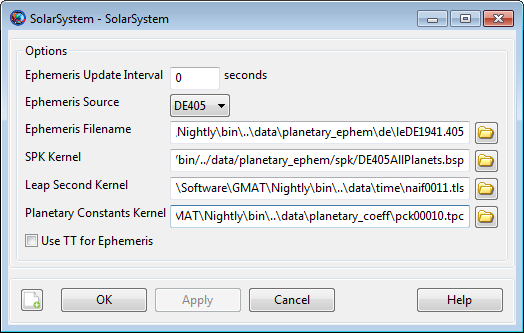 SolarSystem - SolarSystem
Options
Ephemeris Update Interval 0 seconds
Ephemeris Source DE405
Ephemeris Filename .Nightly\bin\..\data\planetary_ephem\de\leDE1941.405
SPK Kernel '/bin/../data/planetary_ephem/spk/DE405AllPlanets.bsp
Leap Second Kernel \Software\GMAT\Nightly\bin\..\data\time\naif0011.tls
Planetary Constants Kernel MAT\Nightly\bin\..\data\planetary_coeff\pck00010.tpc
Use TT for Ephemeris
OK Apply Cancel Help